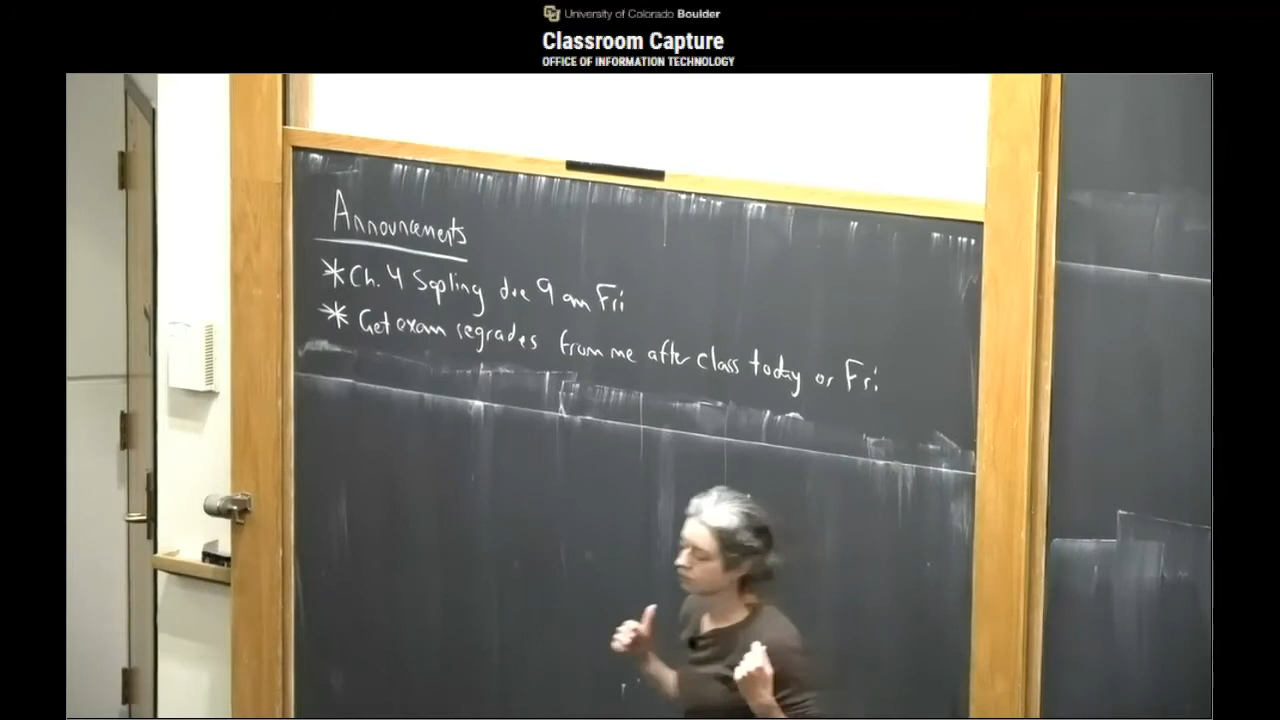 University of Colorado Boulder
Classroom Capture
OFFICE OF INFORMATION TECHNOLOGY
Announcements
* Ch. 4 Sapling due 9 am Fri
* Get exam regrades from me after class today or Fri